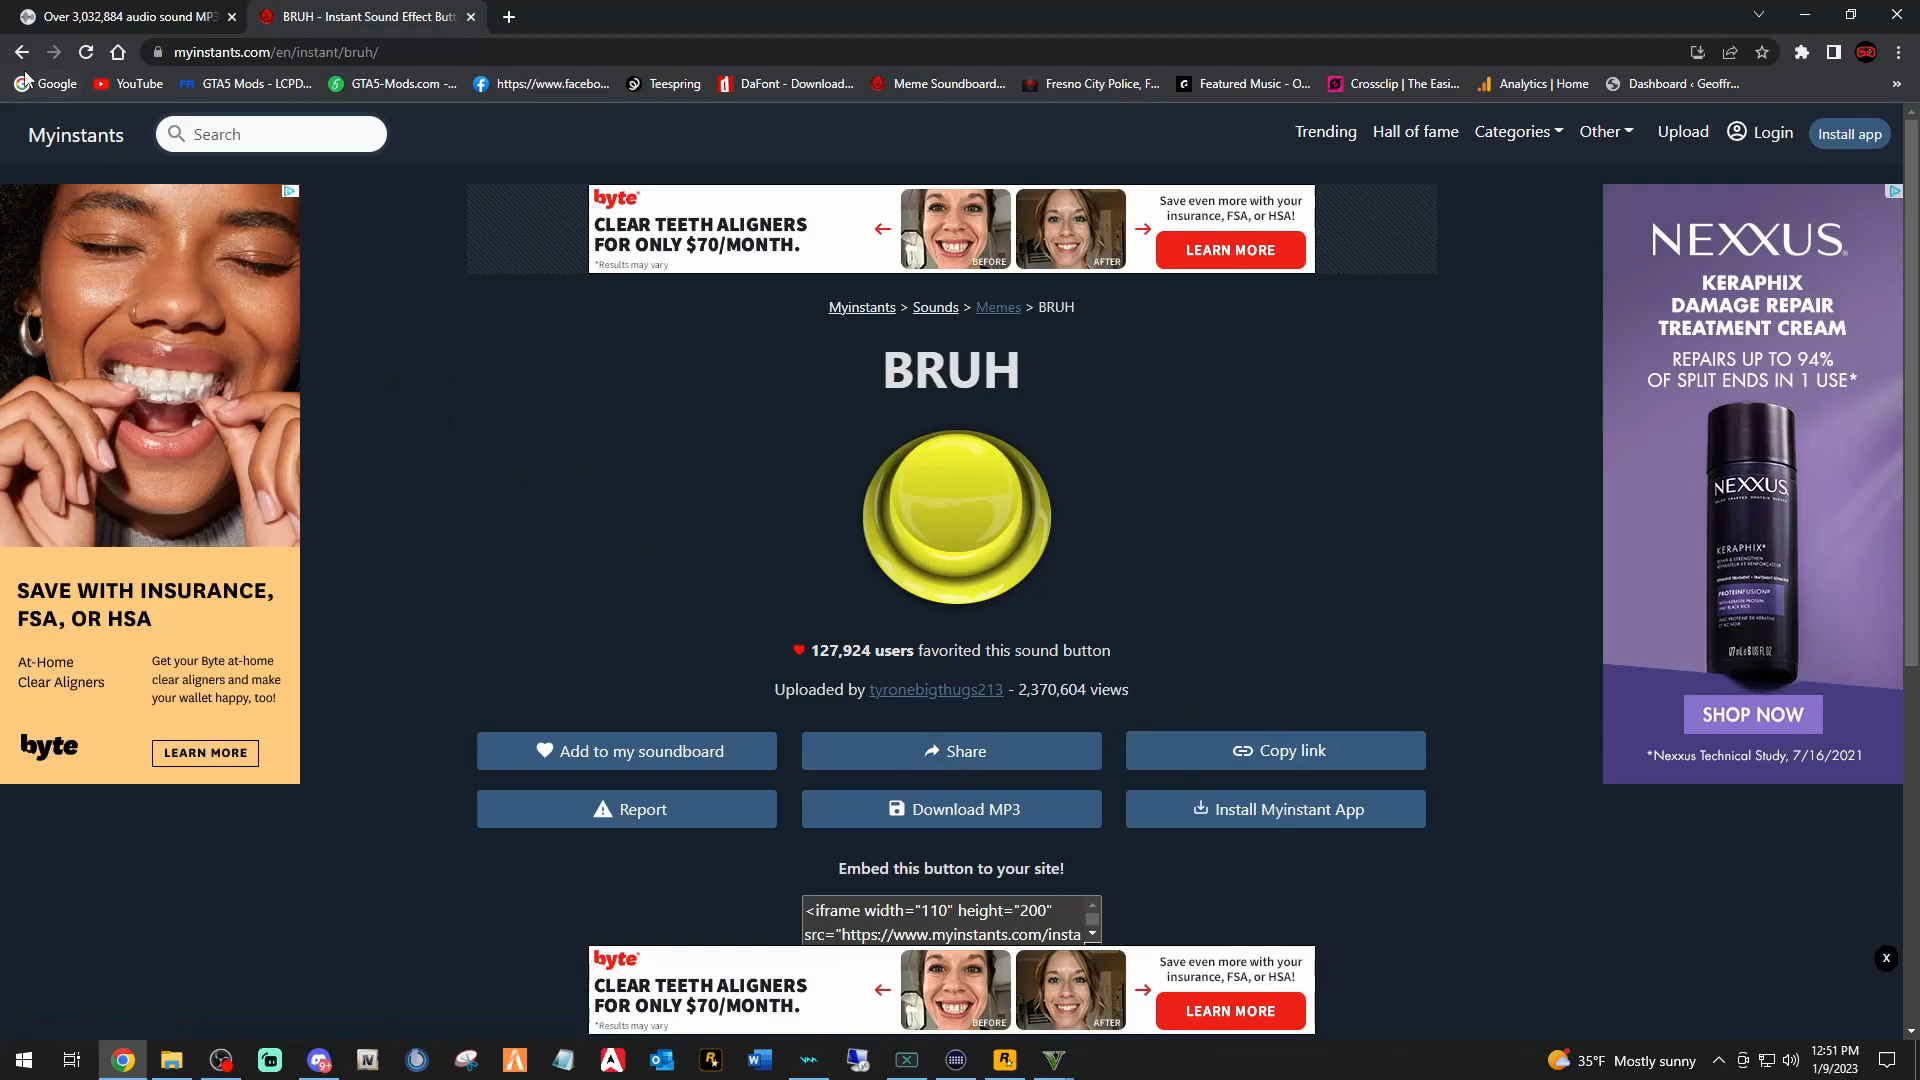 Over 3,032,884 audio sound MP3
BRUH - Instant Sound Effect Butt
myinstants.com/en/instant/bruh/
Google
YouTube
GTA5 Mods - LCPD...
GTA5-Mods.com -...
https://www.facebo...
Teespring
DaFont - Download...
Meme Soundboard...
Fresno City Police, F...
Featured Music - O...
Crossclip | The Easi...
Analytics | Home
Dashboard ‹ Geoffr...
»
Myinstants
Search
Trending
Hall of fame
Categories
Other
Upload
Login
Install app
byte
CLEAR TEETH ALIGNERS
FOR ONLY $70/MONTH.
*Results may vary
BEFORE
AFTER
Save even more with your
insurance, FSA, or HSA!
LEARN MORE
Myinstants > Sounds > Memes > BRUH
BRUH
127,924 users favorited this sound button
Uploaded by tyronebigthugs213 - 2,370,604 views
Add to my soundboard
Share
Copy link
Report
Download MP3
Install Myinstant App
Embed this button to your site!
<iframe width="110" height="200"
src="https://www.myinstants.com/insta
SAVE WITH INSURANCE,
FSA, OR HSA
At-Home
Clear Aligners
Get your Byte at-home
clear aligners and make
your wallet happy, too!
byte
LEARN MORE
NEXXUS
KERAPHIX
DAMAGE REPAIR
TREATMENT CREAM
REPAIRS UP TO 94%
OF SPLIT ENDS IN 1 USE*
NEXXUS
KERAPHIX
PROTEINFUSION
SHOP NOW
*Nexxus Technical Study, 7/16/2021
byte
CLEAR TEETH ALIGNERS
FOR ONLY $70/MONTH.
*Results may vary
BEFORE
AFTER
Save even more with your
insurance, FSA, or HSA!
LEARN MORE
x
9+
IV
35°F Mostly sunny
12:51 PM
1/9/2023